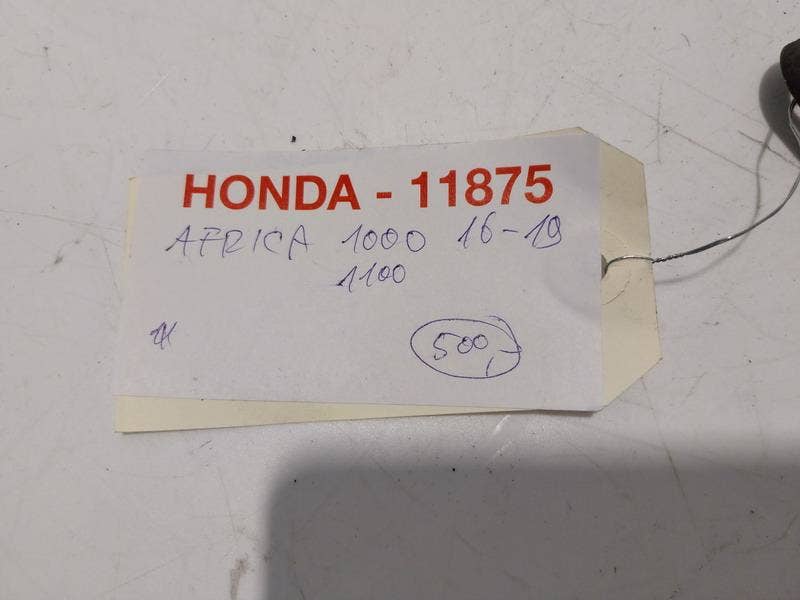 HONDA - 11875
AFRICA 1000 16-19
1100
500,-